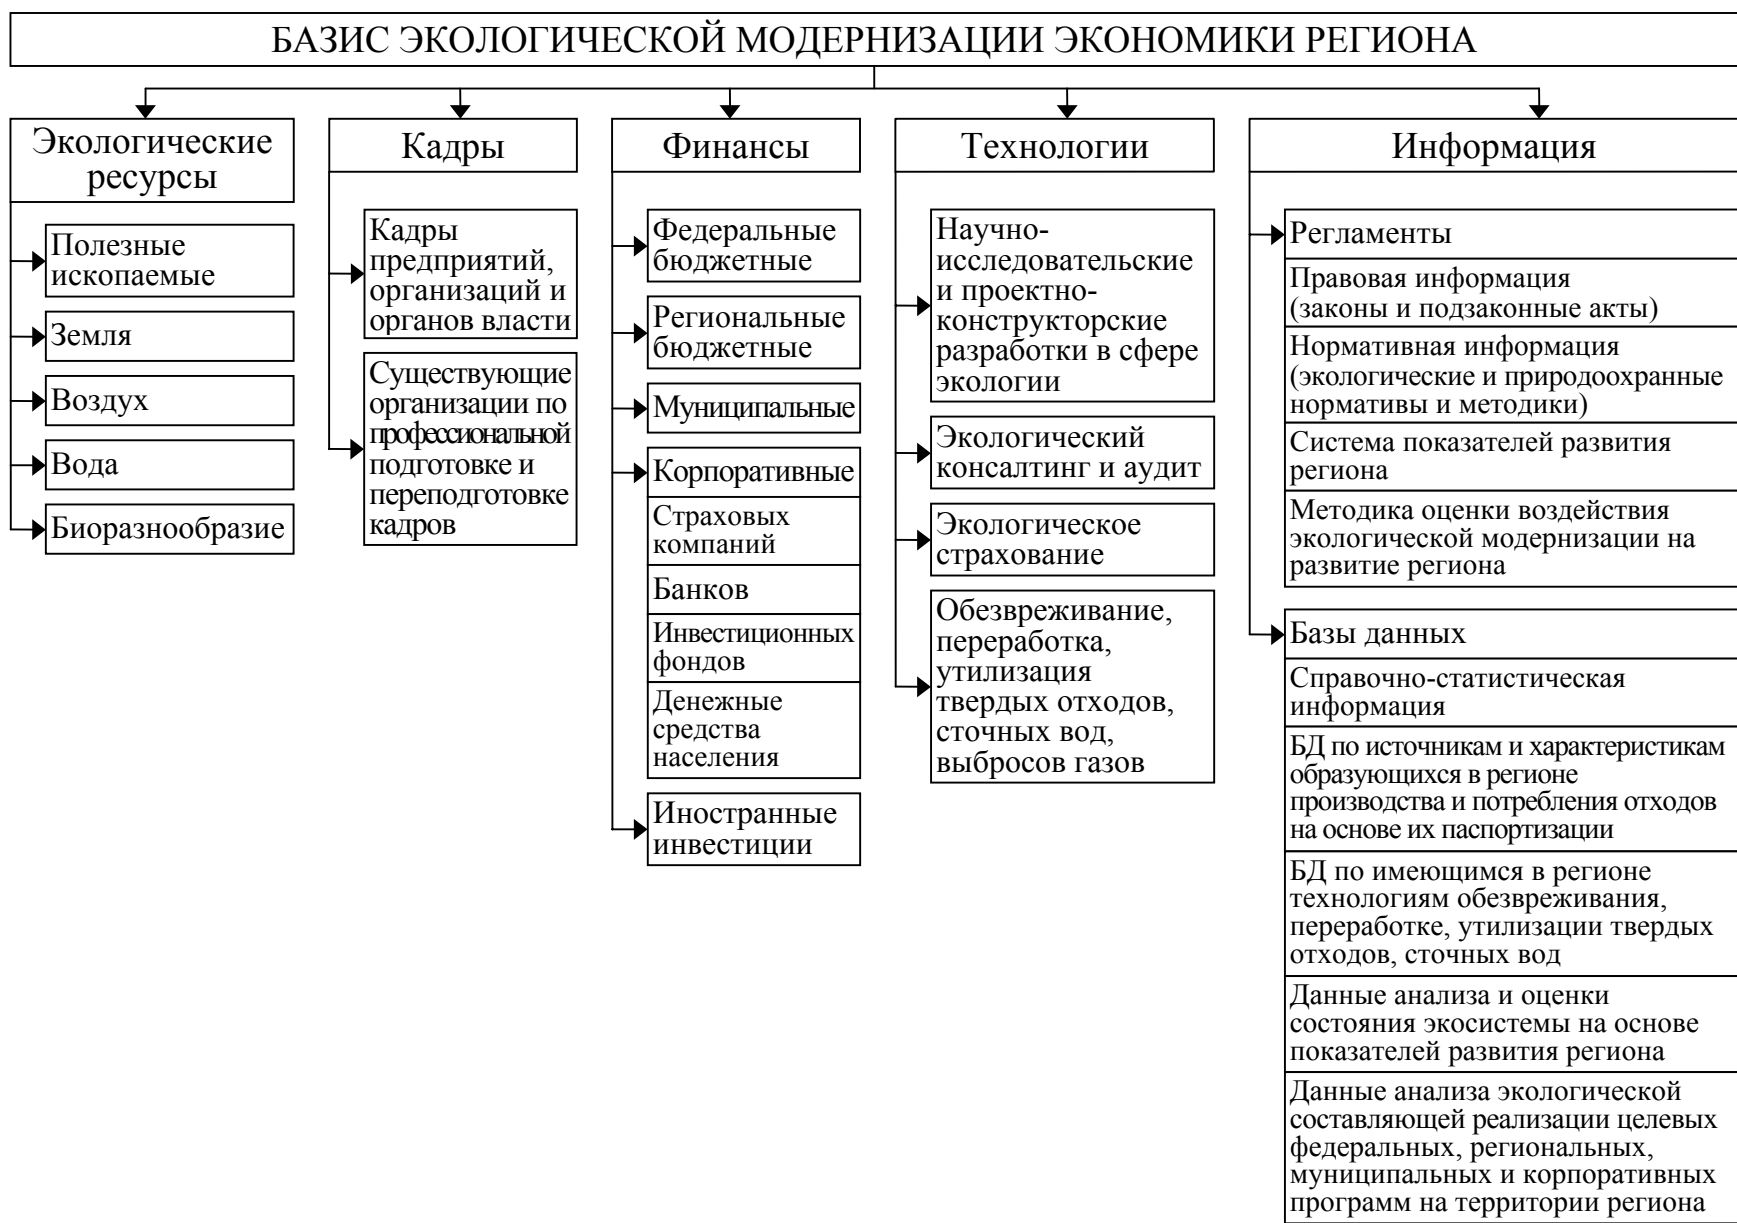 БАЗИС ЭКОЛОГИЧЕСКОЙ МОДЕРНИЗАЦИИ ЭКОНОМИКИ РЕГИОНА
Экологические
ресурсы
Полезные
ископаемые
Земля
Воздух
Вода
Биоразнообразие
Кадры
Кадры
предприятий,
организаций и
органов власти
Существующие
организации по
профессиональной
подготовке и
переподготовке
кадров
Финансы
Федеральные
бюджетные
Региональные
бюджетные
Муниципальные
Корпоративные
Страховых
компаний
Банков
Инвестиционных
фондов
Денежные
средства
населения
Иностранные
инвестиции
Технологии
Научно-
исследовательские
и проектно-
конструкторские
разработки в сфере
экологии
Экологический
консалтинг и аудит
Экологическое
страхование
Обезвреживание,
переработка,
утилизация
твердых отходов,
сточных вод,
выбросов газов
Информация
Регламенты
Правовая информация
(законы и подзаконные акты)
Нормативная информация
(экологические и природоохранные
нормативы и методики)
Система показателей развития
региона
Методика оценки воздействия
экологической модернизации на
развитие региона
Базы данных
Справочно-статистическая
информация
БД по источникам и характеристикам
образующихся в регионе
производства и потребления отходов
на основе их паспортизации
БД по имеющимся в регионе
технологиям обезвреживания,
переработке, утилизации твердых
отходов, сточных вод
Данные анализа и оценки
состояния экосистемы на основе
показателей развития региона
Данные анализа экологической
составляющей реализации целевых
федеральных, региональных,
муниципальных и корпоративных
программ на территории региона